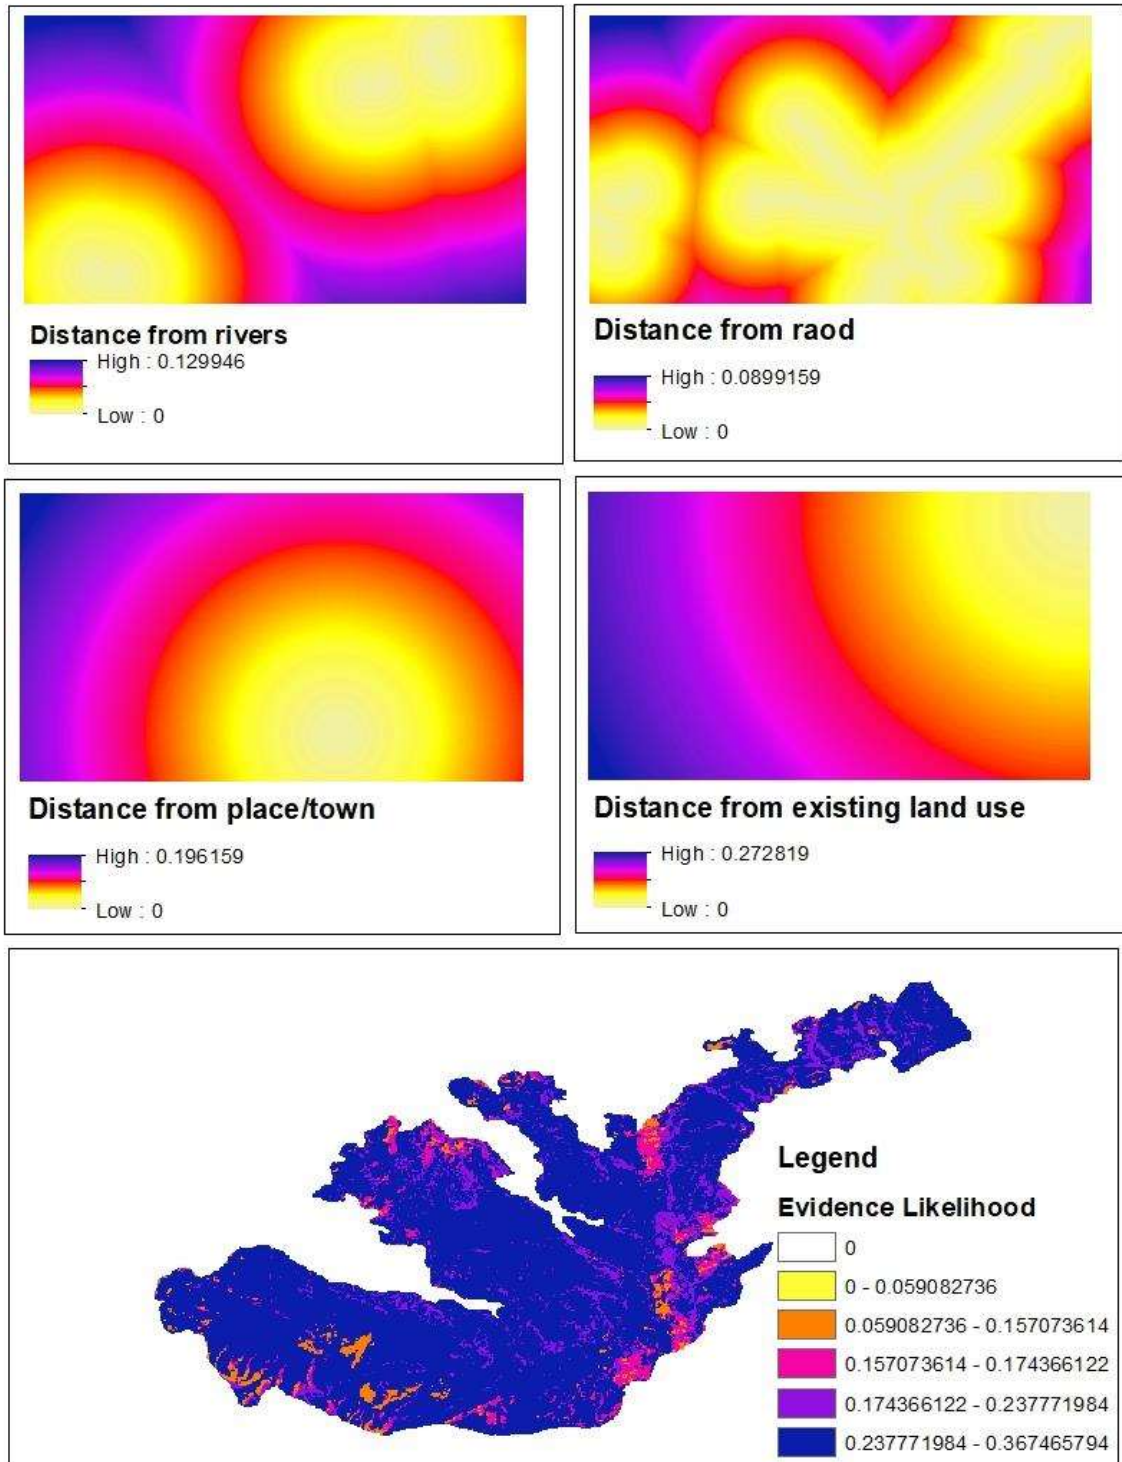 Distance from rivers
High : 0.129946
Low : 0
Distance from raod
High : 0.0899159
Low : 0
Distance from place/town
High : 0.196159
Low : 0
Distance from existing land use
High : 0.272819
Low : 0
Legend
Evidence Likelihood
0
0 - 0.059082736
0.059082736 - 0.157073614
0.157073614 - 0.174366122
0.174366122 - 0.237771984
0.237771984 - 0.367465794